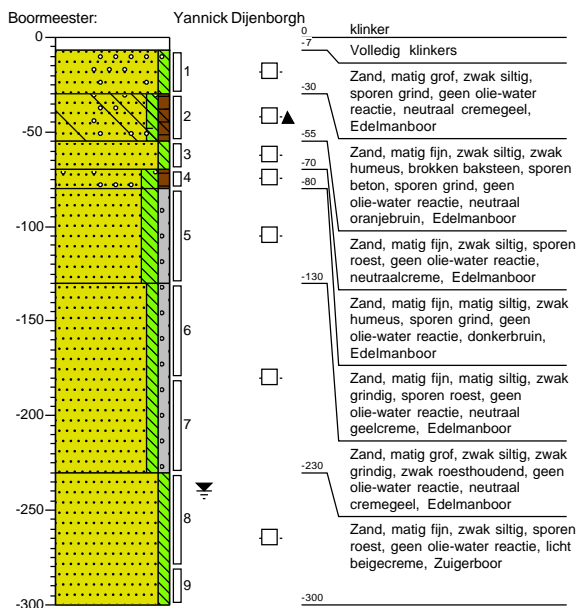 Boormeester: Yannick Dijenborgh
0
-50
-100
-150
-200
-250
-300
1
2
3
4
5
6
7
8
9
0
klinker
-7
Volledig klinkers
Zand, matig grof, zwak siltig,
sporen grind, geen olie-water
reactie, neutraal cremegeel,
Edelmanboor
-30
Zand, matig fijn, zwak siltig, zwak
humeus, brokken baksteen, sporen
beton, sporen grind, geen
olie-water reactie, neutraal
oranjebruin, Edelmanboor
-55
Zand, matig fijn, zwak siltig, sporen
roest, geen olie-water reactie,
neutraalcreme, Edelmanboor
-70
Zand, matig fijn, matig siltig, zwak
humeus, sporen grind, geen
olie-water reactie, donkerbruin,
Edelmanboor
-80
Zand, matig fijn, matig siltig, zwak
grindig, sporen roest, geen
olie-water reactie, neutraal
geelcreme, Edelmanboor
-130
Zand, matig grof, zwak siltig, zwak
grindig, zwak roesthoudend, geen
olie-water reactie, neutraal
cremegeel, Edelmanboor
-230
Zand, matig fijn, zwak siltig, sporen
roest, geen olie-water reactie, licht
beigecreme, Zuigerboor
-300